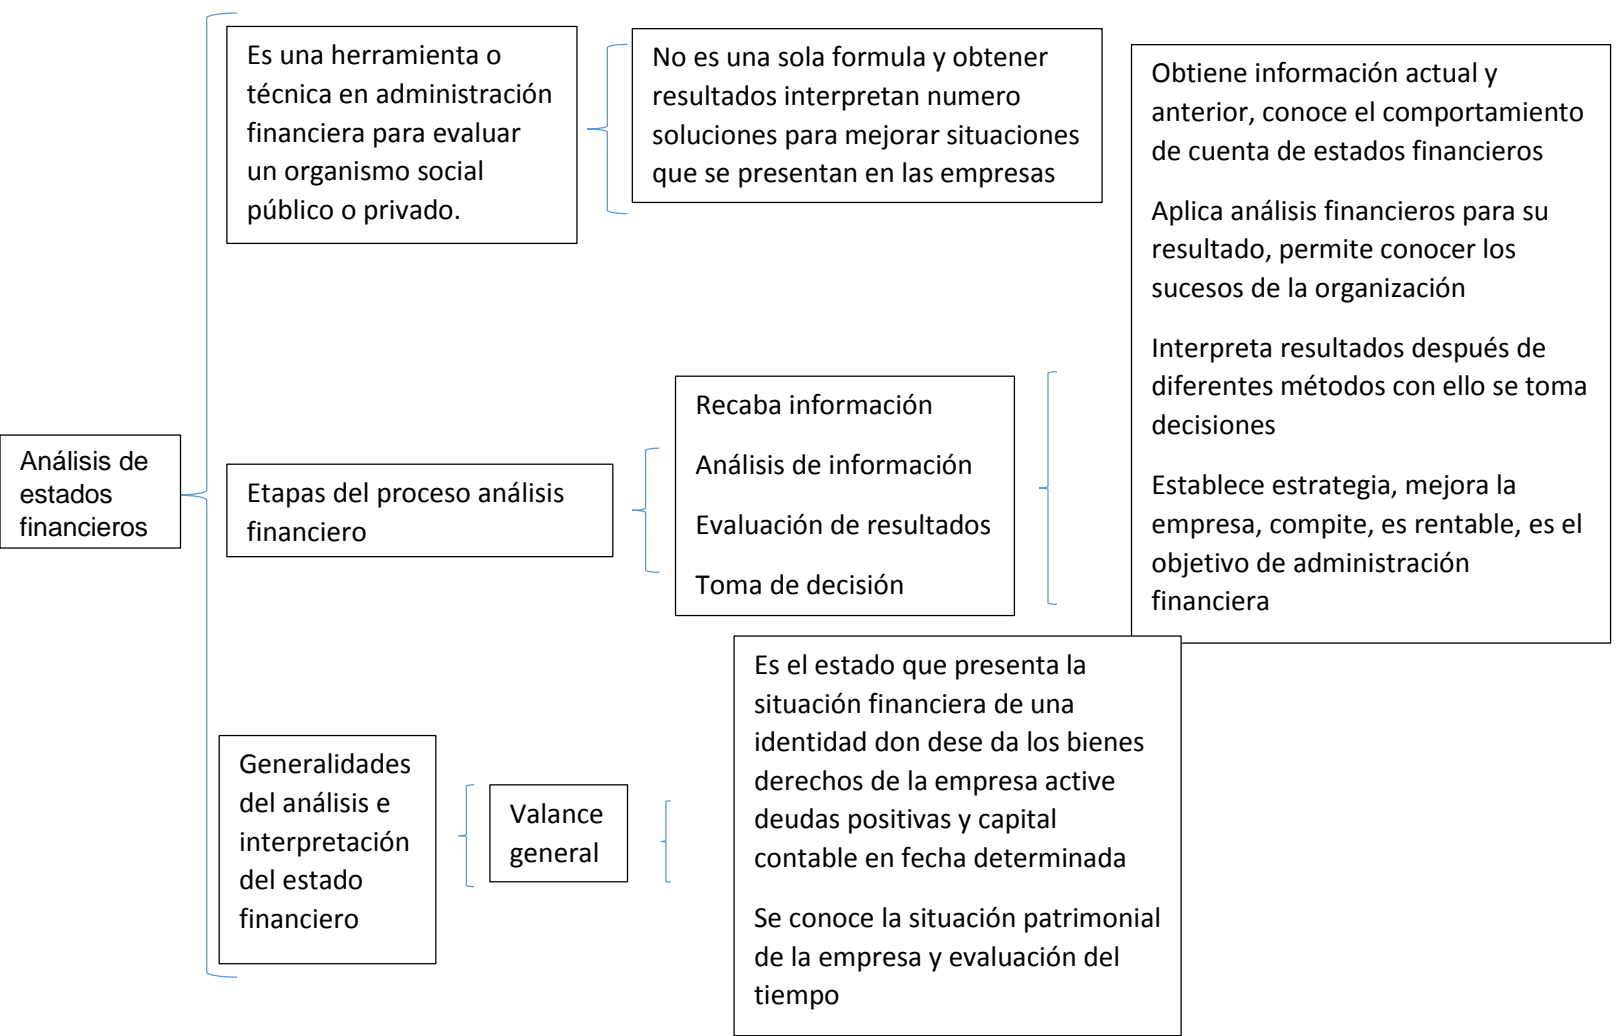 Análisis de
estados
financieros
Es una herramienta o
técnica en administración
financiera para evaluar
un organismo social
público o privado.
No es una sola formula y obtener
resultados interpretan numero
soluciones para mejorar situaciones
que se presentan en las empresas
Etapas del proceso análisis
financiero
Recaba información
Análisis de información
Evaluación de resultados
Toma de decisión
Obtiene información actual y
anterior, conoce el comportamiento
de cuenta de estados financieros
Aplica análisis financieros para su
resultado, permite conocer los
sucesos de la organización
Interpreta resultados después de
diferentes métodos con ello se toma
decisiones
Establece estrategia, mejora la
empresa, compite, es rentable, es el
objetivo de administración
financiera
Generalidades
del análisis e
interpretación
del estado
financiero
Valance
general
Es el estado que presenta la
situación financiera de una
identidad don dese da los bienes
derechos de la empresa active
deudas positivas y capital
contable en fecha determinada
Se conoce la situación patrimonial
de la empresa y evaluación del
tiempo